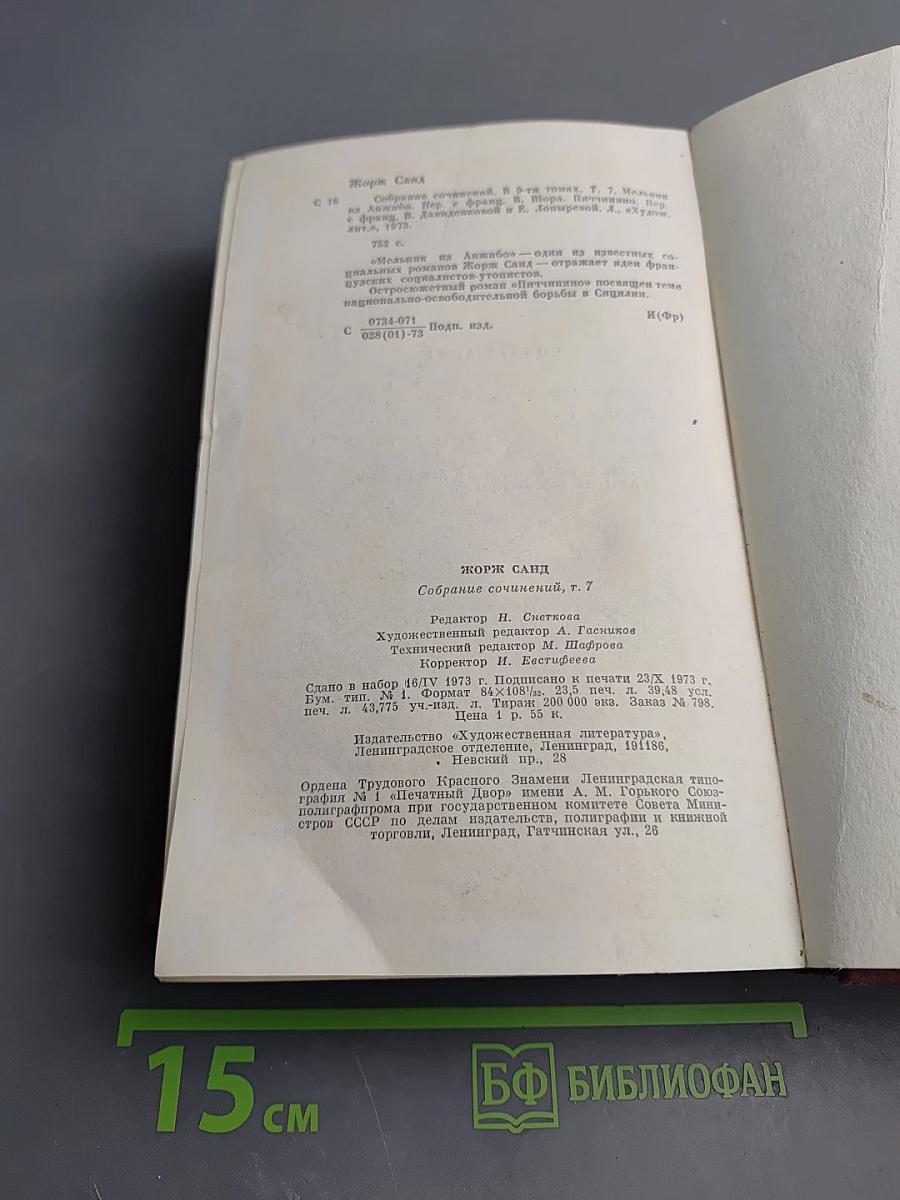 Жорж Санд
С 18 Собрание сочинений. В 9-ти томах. Т. 7. Мельник
из Анжибо. Пер. с франц. В. Шора. Пиччинино. Пер.
с франц. В. Давиденковой и Е. Лопыревой. Л., «Худож.
лит.», 1973.
752 с.
«Мельник из Анжибо» — один из известных со-
циальных романов Жорж Санд — отражает идеи фран-
цузских социалистов-утопистов.
Остросюжетный роман «Пиччинино» посвящен теме
национально-освободительной борьбы в Сицилии.
С 0734-071/028(01)-73 Подп. изд. И(Фр)
ЖОРЖ САНД
Собрание сочинений, т. 7
Редактор Н. Снеткова
Художественный редактор А. Гасников
Технический редактор М. Шафрова
Корректор И. Евстифеева
Сдано в набор 16/IV 1973 г. Подписано к печати 23/X 1973 г.
Бум. тип. № 1. Формат 84×108¹/₃₂. 23,5 печ. л. 39,48 усл.
печ. л. 43,775 уч.-изд. л. Тираж 200 000 экз. Заказ № 798.
Цена 1 р. 55 к.
Издательство «Художественная литература»,
Ленинградское отделение, Ленинград, 191186,
Невский пр., 28
Ордена Трудового Красного Знамени Ленинградская типо-
графия № 1 «Печатный Двор» имени А. М. Горького Союз-
полиграфпрома при государственном комитете Совета Мини-
стров СССР по делам издательств, полиграфии и книжной
торговли, Ленинград, Гатчинская ул., 26
15 см
БФ БИБЛИОФАН